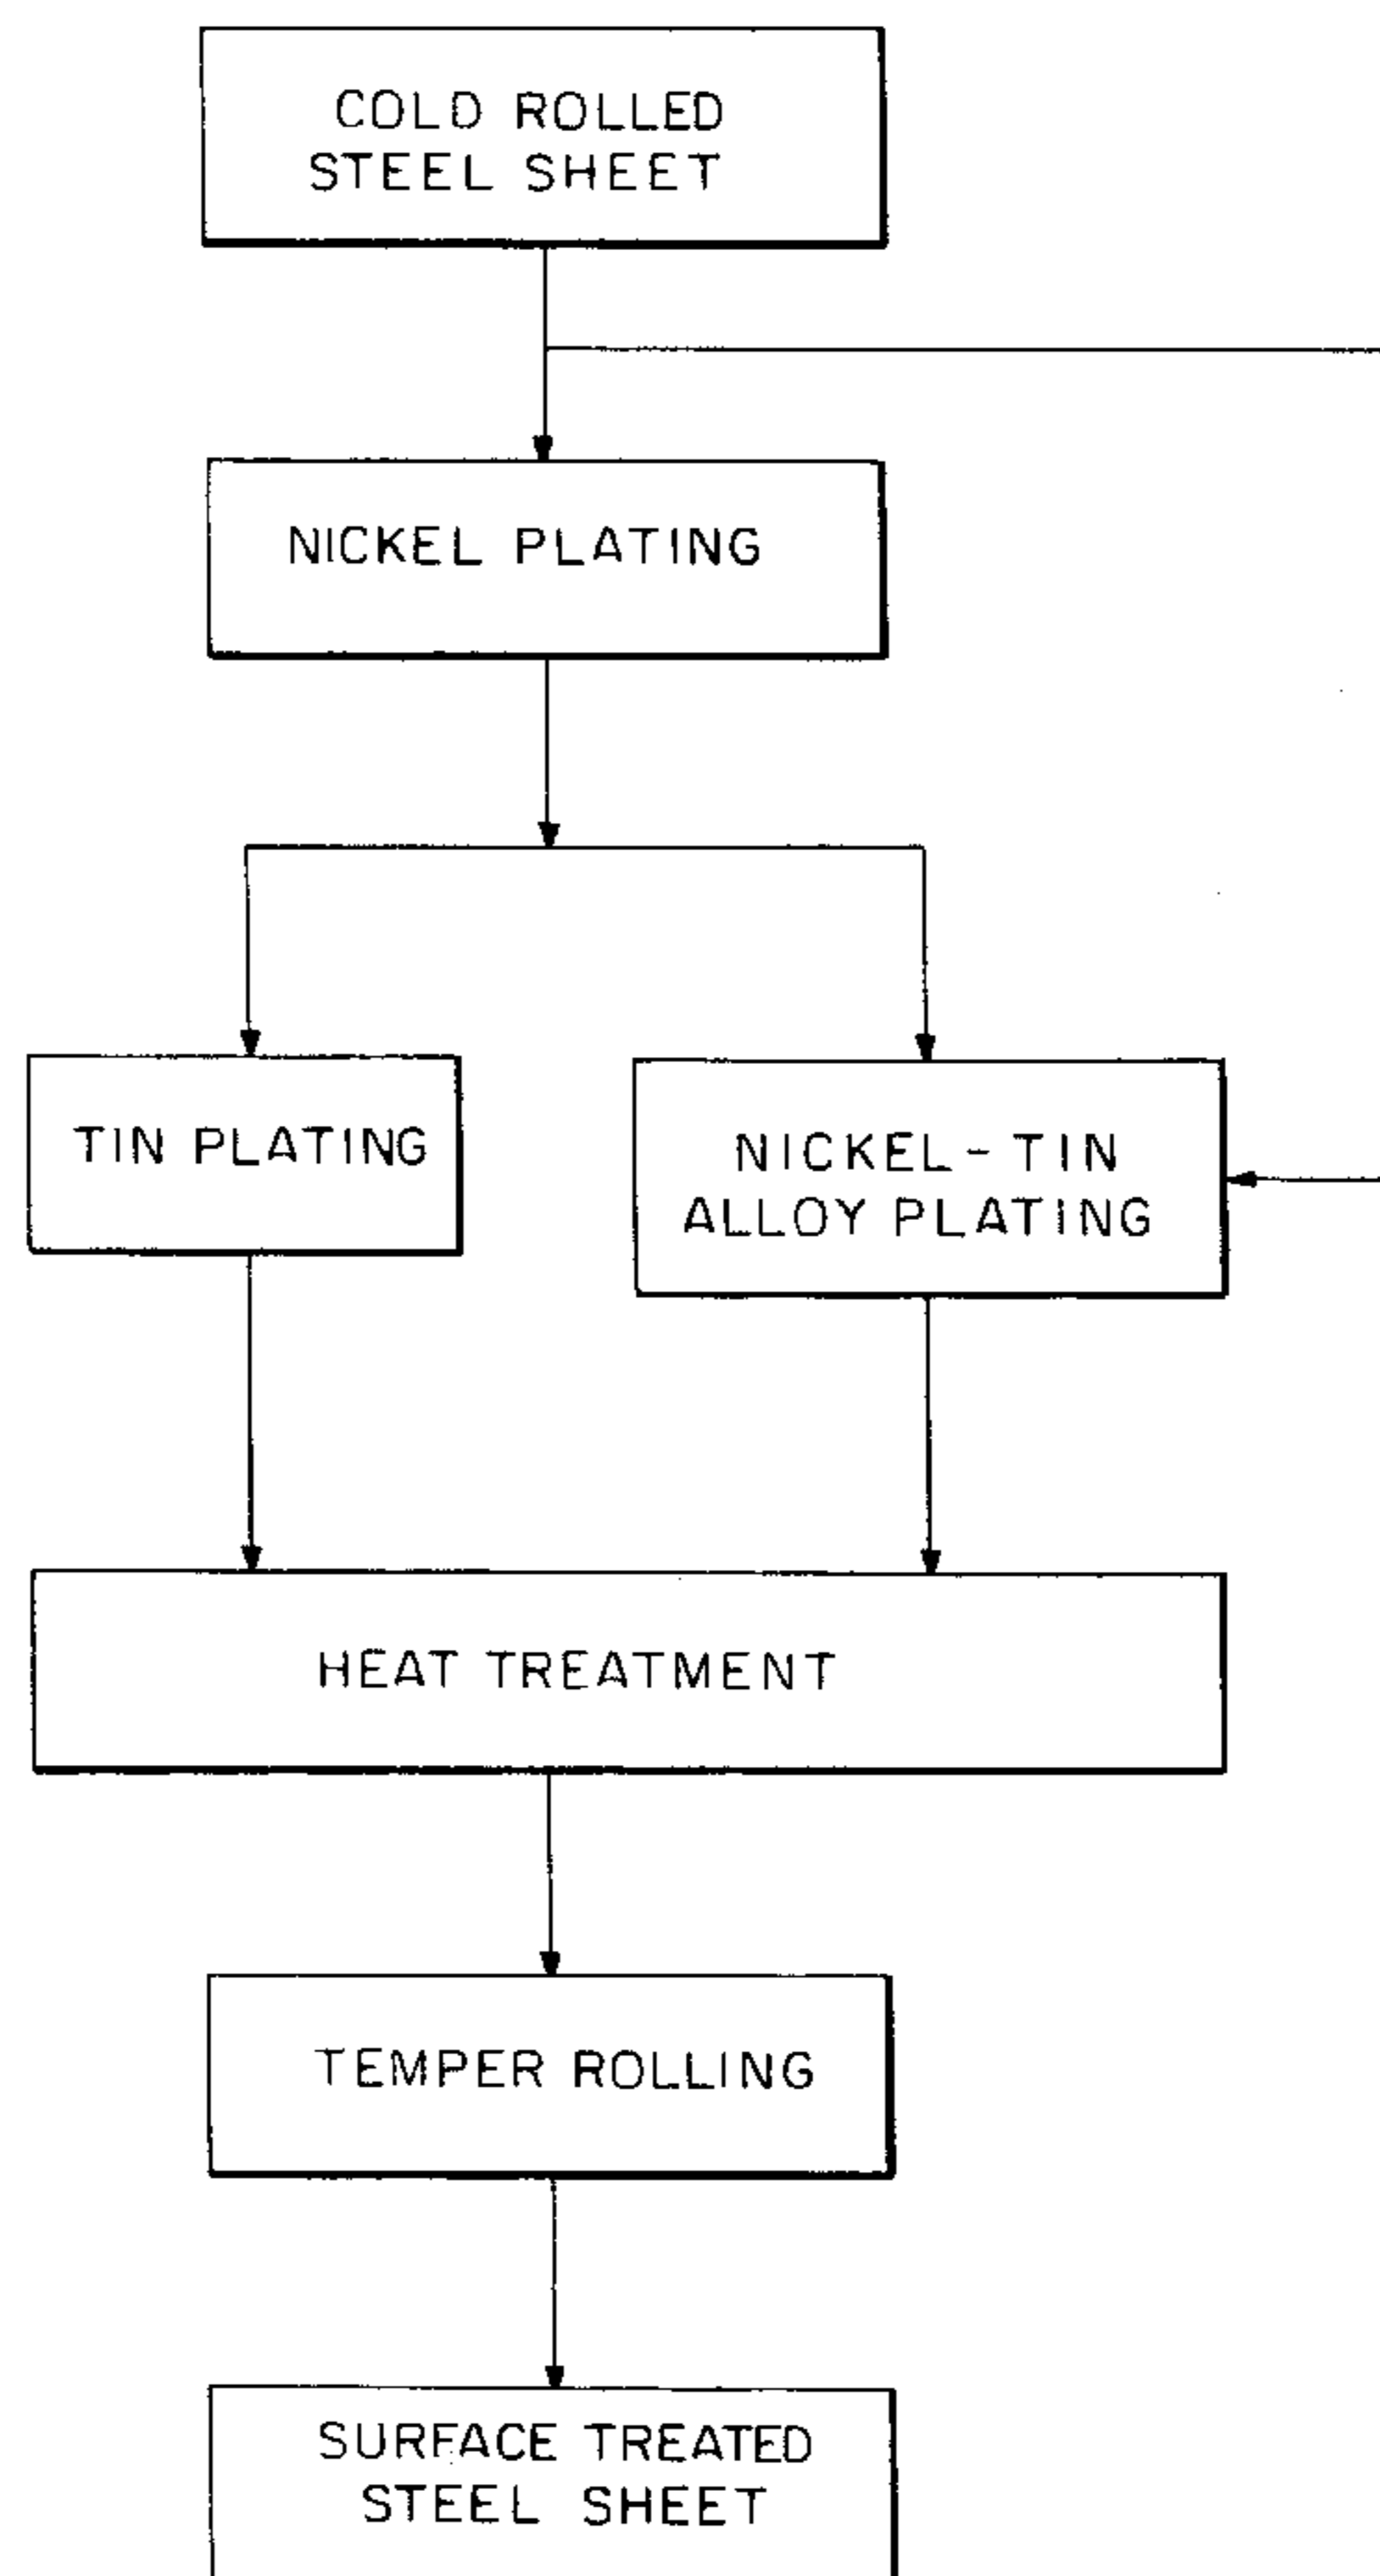 COLD ROLLED
STEEL SHEET
NICKEL PLATING
TIN PLATING
NICKEL-TIN
ALLOY PLATING
HEAT TREATMENT
TEMPER ROLLING
SURFACE TREATED
STEEL SHEET